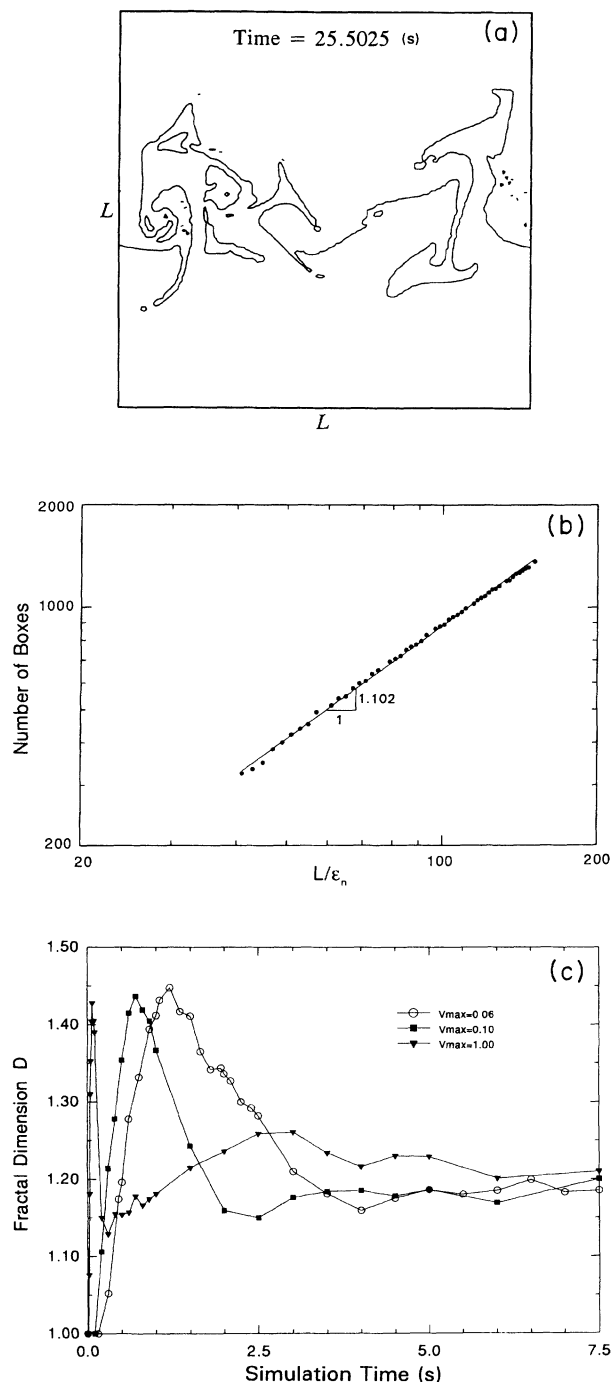 Time = 25.5025 (s)
(a)
L
L
(b)
2000
1000
200
Number of Boxes
1.102
1
20
100
200
L/εn
(c)
1.50
1.40
1.30
1.20
1.10
1.00
Fractal Dimension D
Vmax=0.06
Vmax=0.10
Vmax=1.00
0.0
2.5
5.0
7.5
Simulation Time (s)